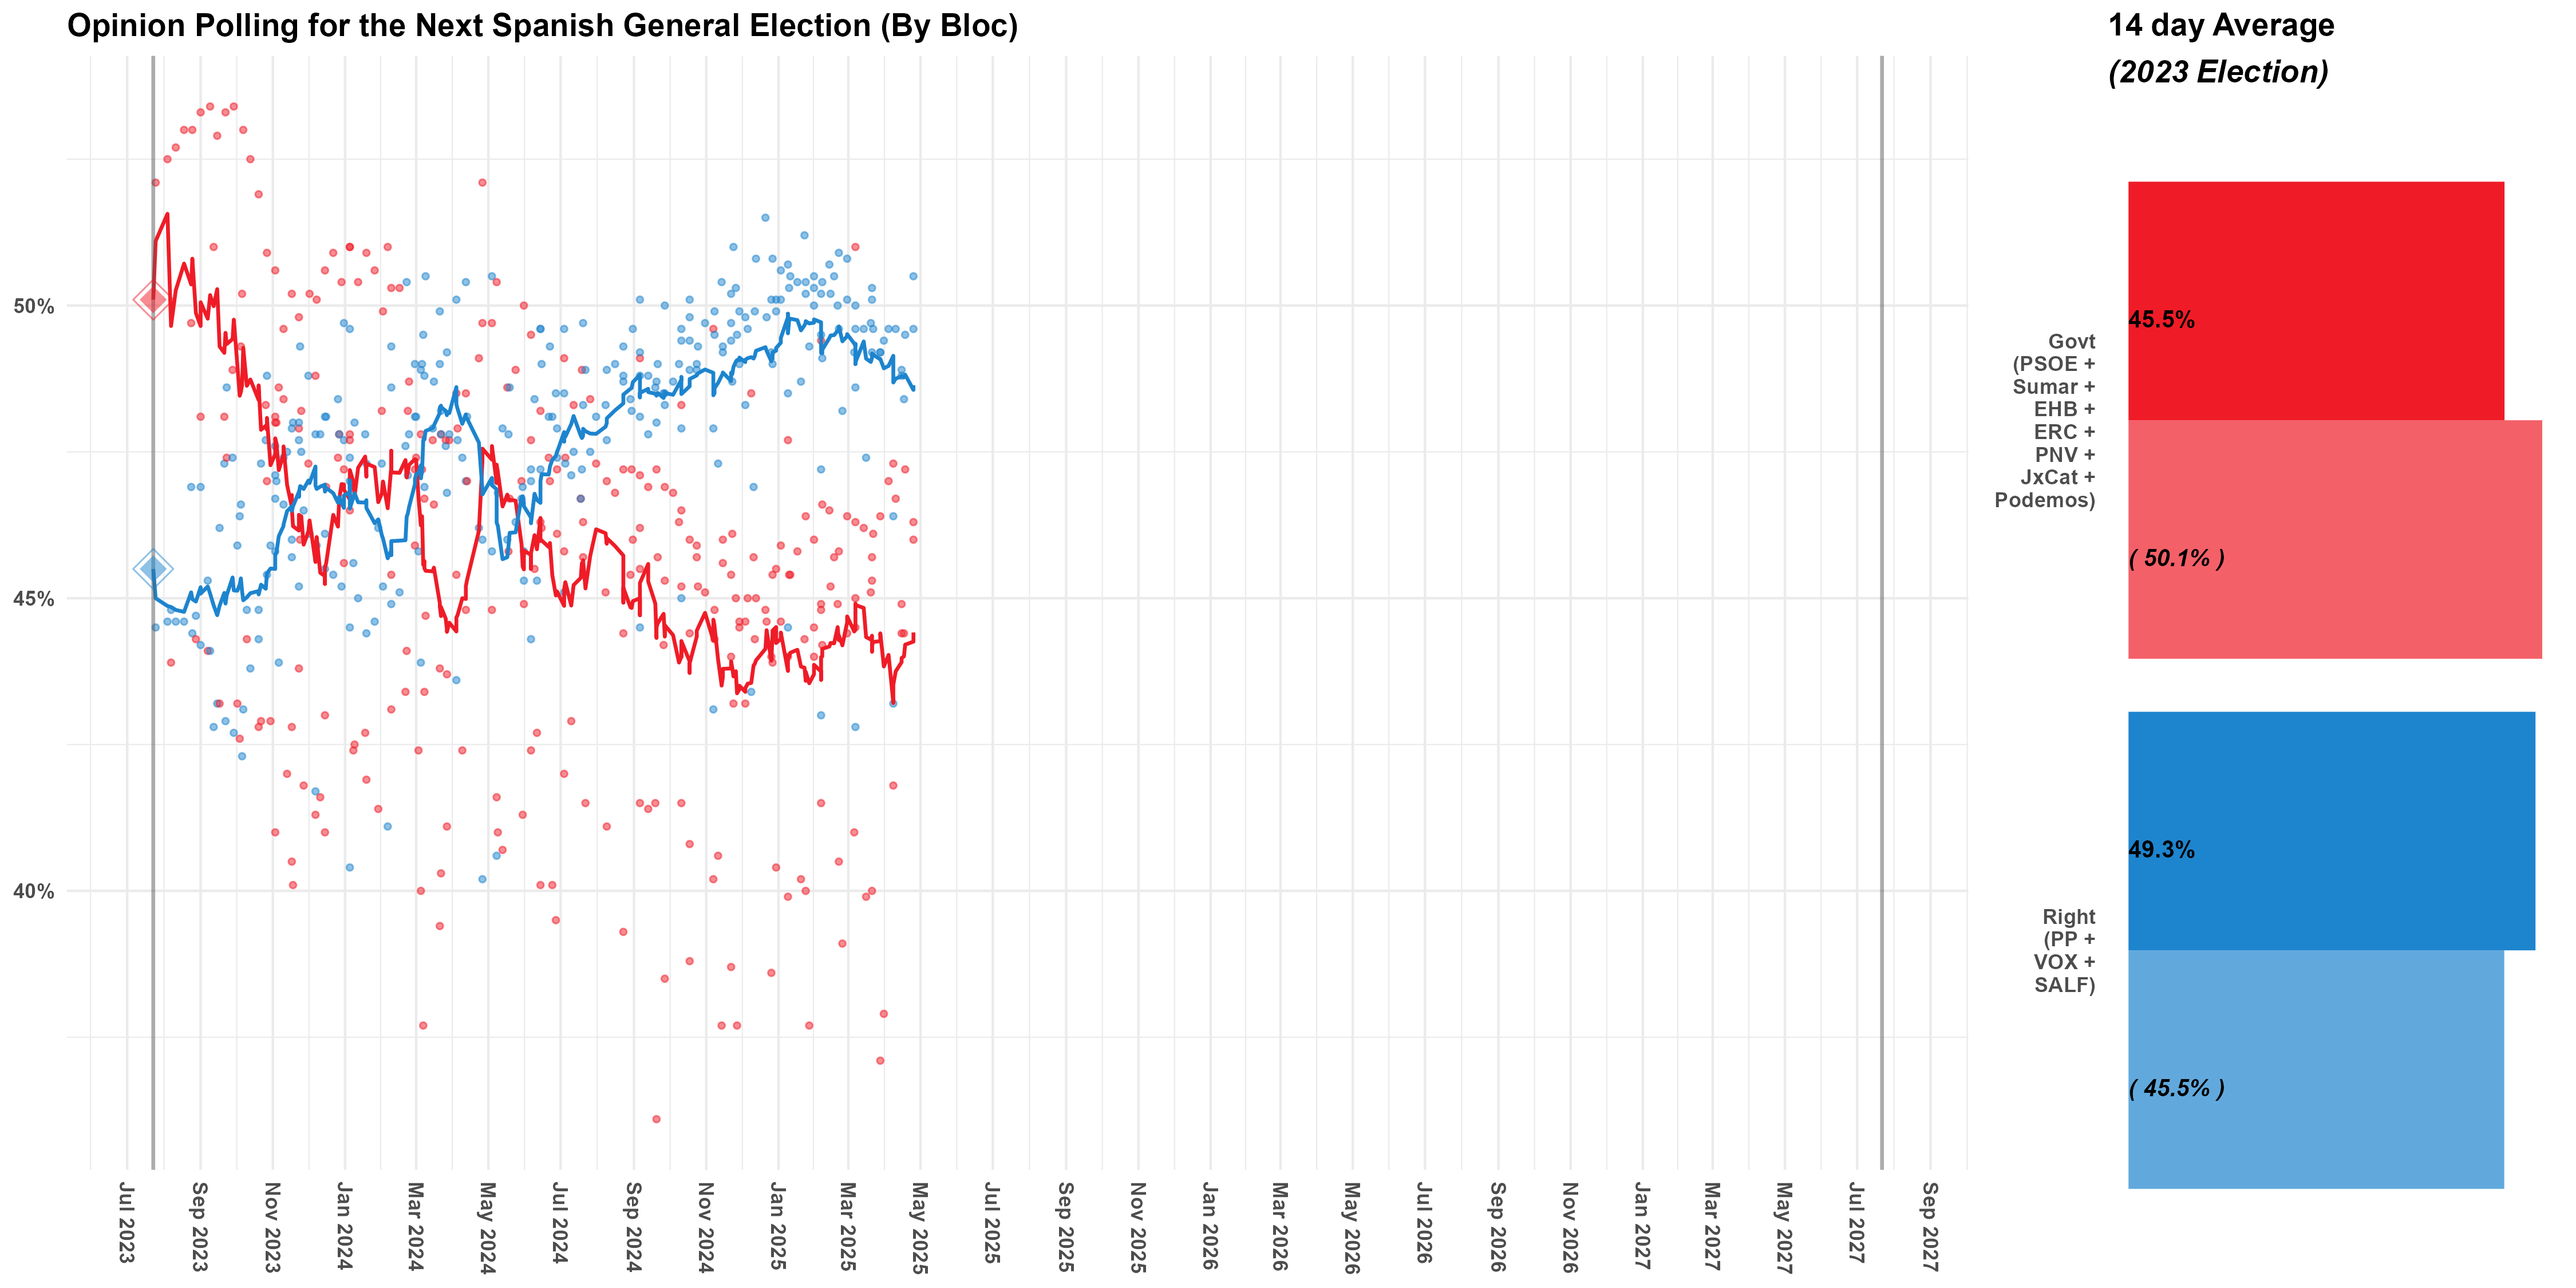 Opinion Polling for the Next Spanish General Election (By Bloc)
14 day Average
(2023 Election)
50%
45%
40%
Jul 2023
Sep 2023
Nov 2023
Jan 2024
Mar 2024
May 2024
Jul 2024
Sep 2024
Nov 2024
Jan 2025
Mar 2025
May 2025
Jul 2025
Sep 2025
Nov 2025
Jan 2026
Mar 2026
May 2026
Jul 2026
Sep 2026
Nov 2026
Jan 2027
Mar 2027
May 2027
Jul 2027
Sep 2027
Govt
(PSOE +
Sumar +
EHB +
ERC +
PNV +
JxCat +
Podemos)
45.5%
( 50.1% )
Right
(PP +
VOX +
SALF)
49.3%
( 45.5% )